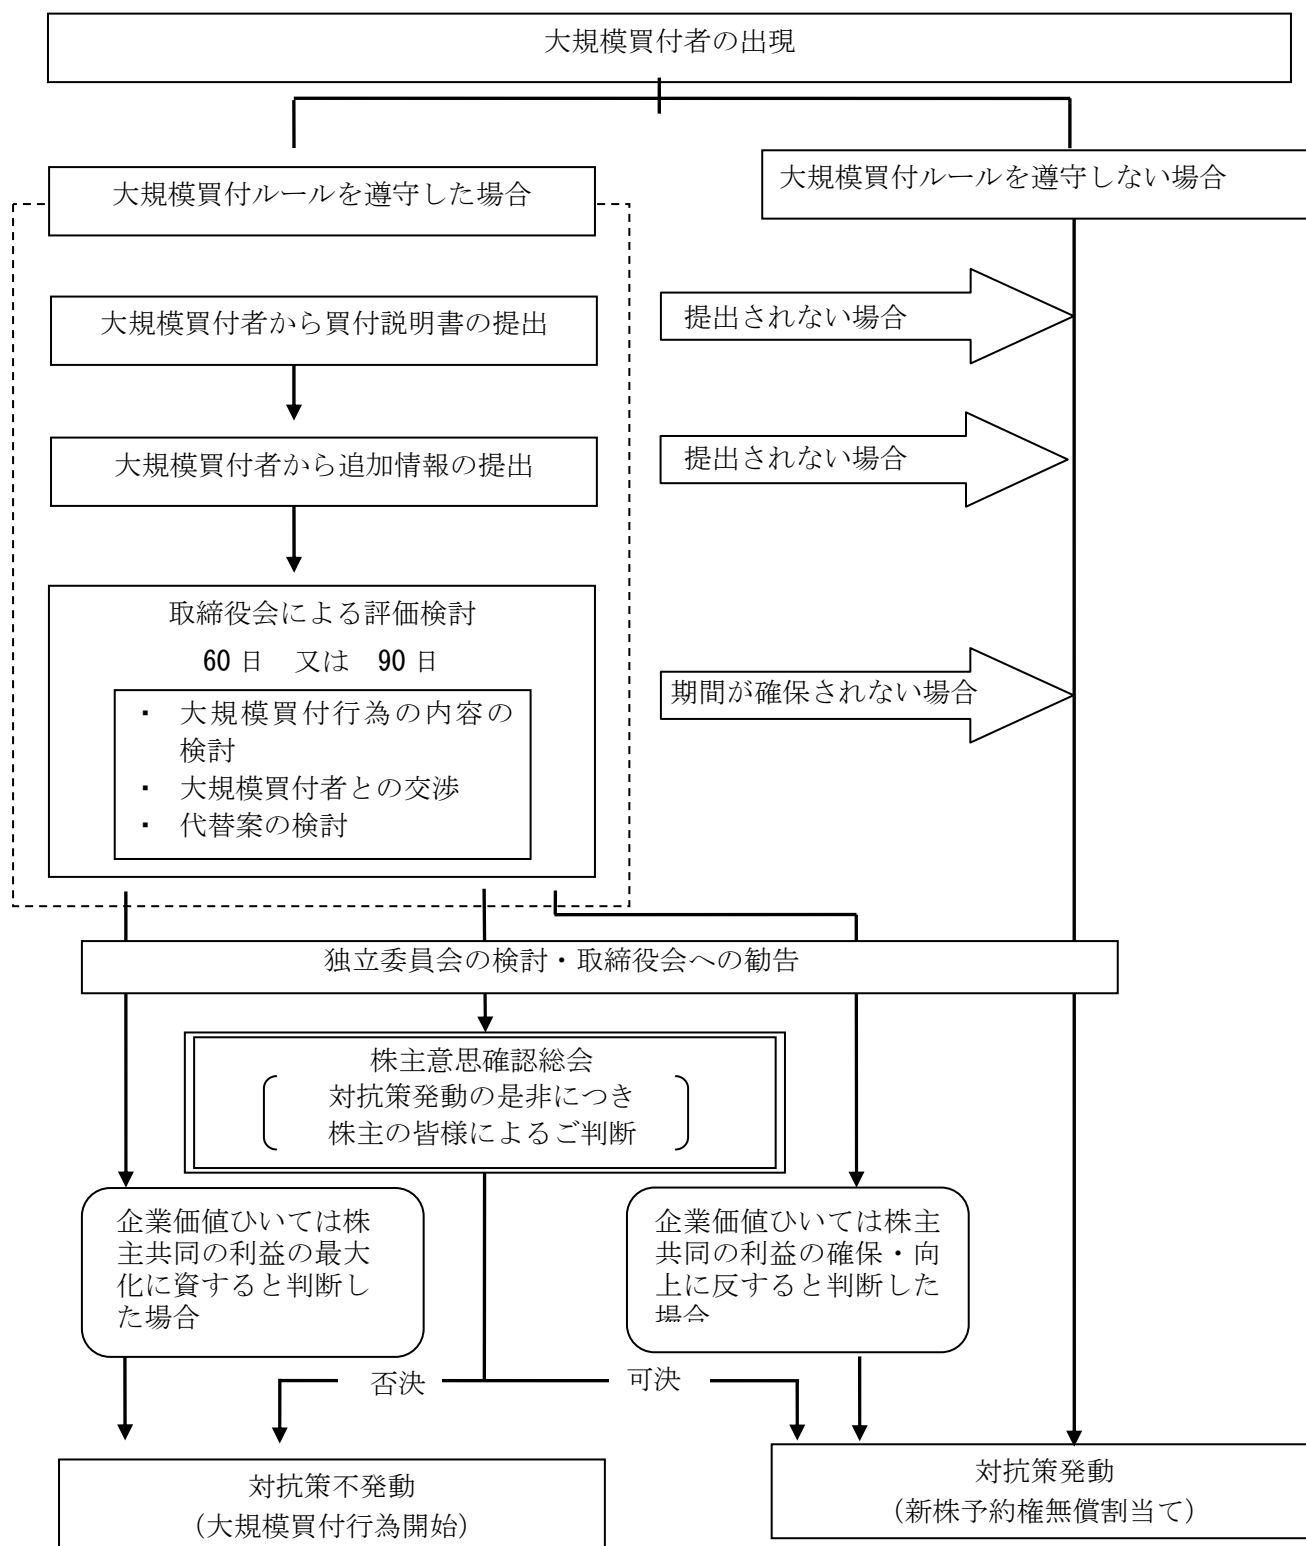 大規模買付者の出現
大規模買付ルールを遵守した場合
大規模買付ルールを遵守しない場合
大規模買付者から買付説明書の提出
提出されない場合
大規模買付者から追加情報の提出
提出されない場合
取締役会による評価検討
60 日　又は　90 日
・ 大規模買付行為の内容の
検討
・ 大規模買付者との交渉
・ 代替案の検討
期間が確保されない場合
独立委員会の検討・取締役会への勧告
株主意思確認総会
対抗策発動の是非につき
株主の皆様によるご判断
企業価値ひいては株
主共同の利益の最大
化に資すると判断し
た場合
企業価値ひいては株主
共同の利益の確保・向
上に反すると判断した
場合
否決
可決
対抗策不発動
（大規模買付行為開始）
対抗策発動
（新株予約権無償割当て）